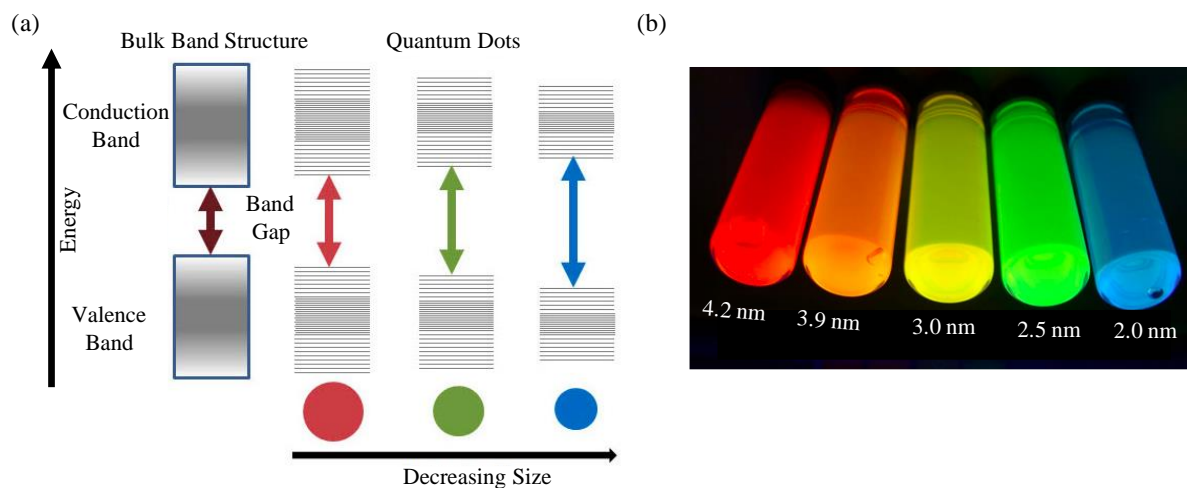 (a)
Bulk Band Structure
Quantum Dots
Energy
Conduction
Band
Band
Gap
Valence
Band
Decreasing Size
(b)
4.2 nm
3.9 nm
3.0 nm
2.5 nm
2.0 nm